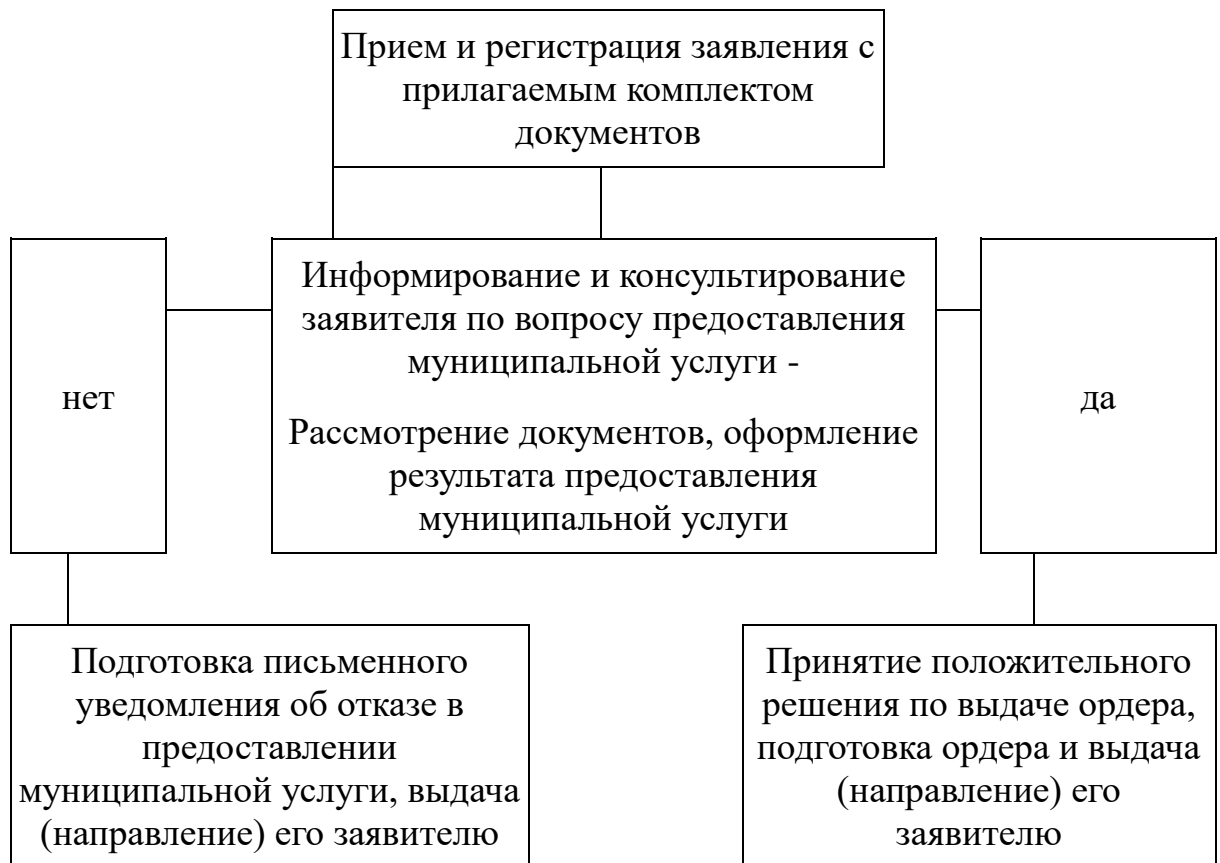 Прием и регистрация заявления с
прилагаемым комплектом
документов
нет
Информирование и консультирование
заявителя по вопросу предоставления
муниципальной услуги -
Рассмотрение документов, оформление
результата предоставления
муниципальной услуги
да
Подготовка письменного
уведомления об отказе в
предоставлении
муниципальной услуги, выдача
(направление) его заявителю
Принятие положительного
решения по выдаче ордера,
подготовка ордера и выдача
(направление) его
заявителю